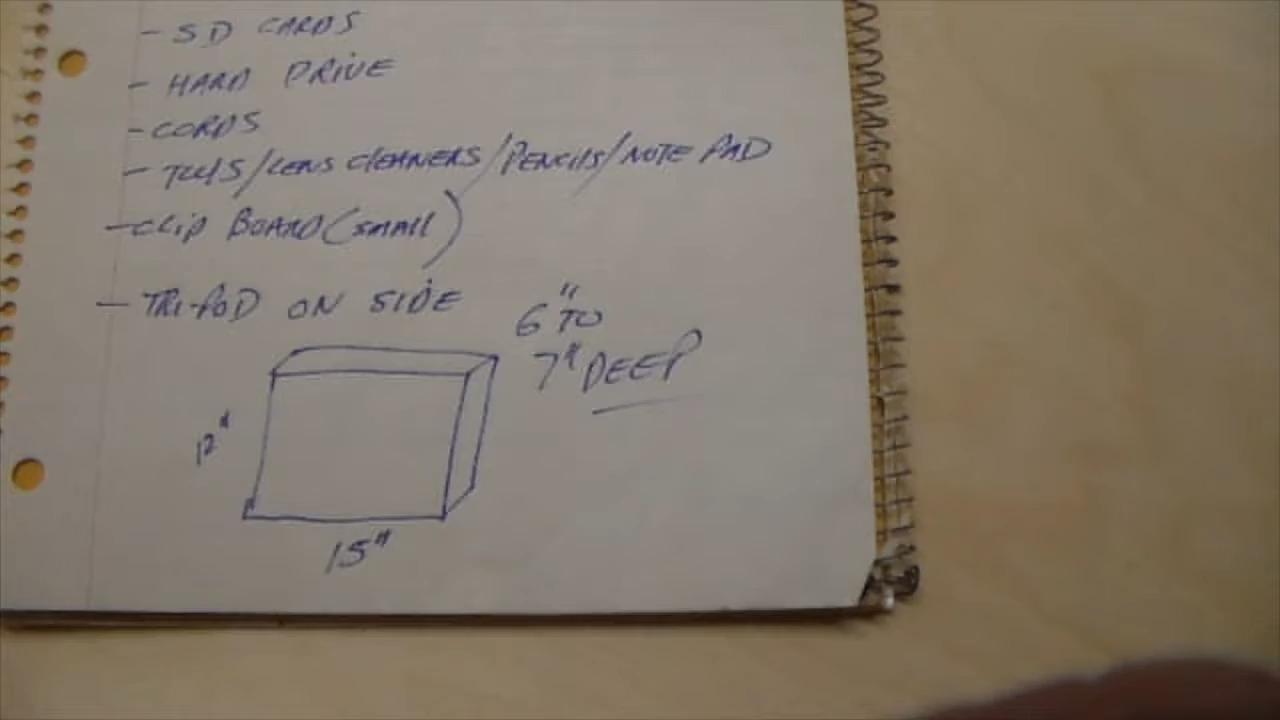 - SD CARDS
- HARD DRIVE
- CORDS
- TOOLS/LENS CLEANERS/PENCILS/NOTE PAD
- CLIP BOARD (SMALL)
- TRI-POD ON SIDE
6" TO
7" DEEP
12"
15"